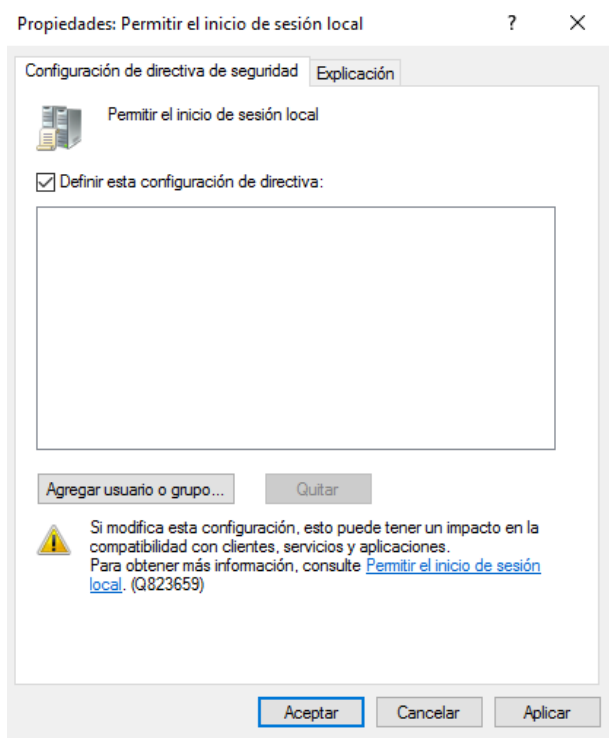 Propiedades: Permitir el inicio de sesión local ? ✕
Configuración de directiva de seguridad Explicación
Permitir el inicio de sesión local
Definir esta configuración de directiva:
Agregar usuario o grupo... Quitar
Si modifica esta configuración, esto puede tener un impacto en la
compatibilidad con clientes, servicios y aplicaciones.
Para obtener más información, consulte Permitir el inicio de sesión
local. (Q823659)
Aceptar Cancelar Aplicar